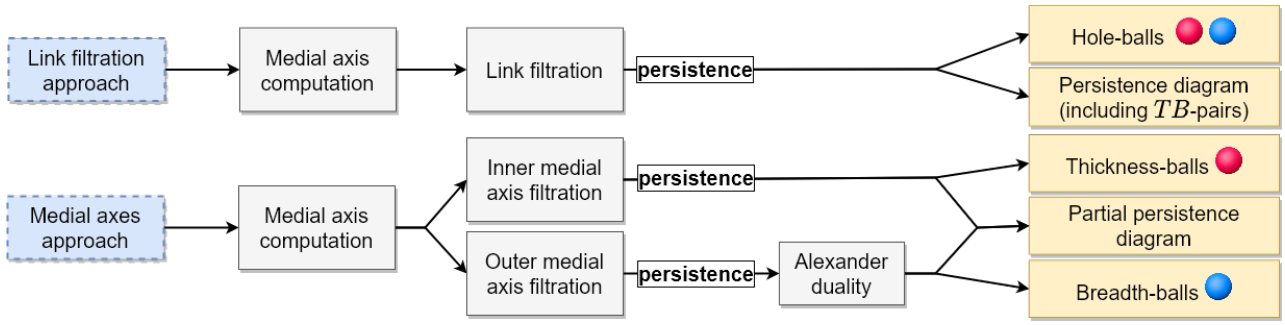 Link filtration
approach
Medial axis
computation
Link filtration
persistence
Hole-balls
Persistence diagram
(including TB-pairs)
Medial axes
approach
Medial axis
computation
Inner medial
axis filtration
persistence
Thickness-balls
Partial persistence
diagram
Outer medial
axis filtration
persistence
Alexander
duality
Breadth-balls